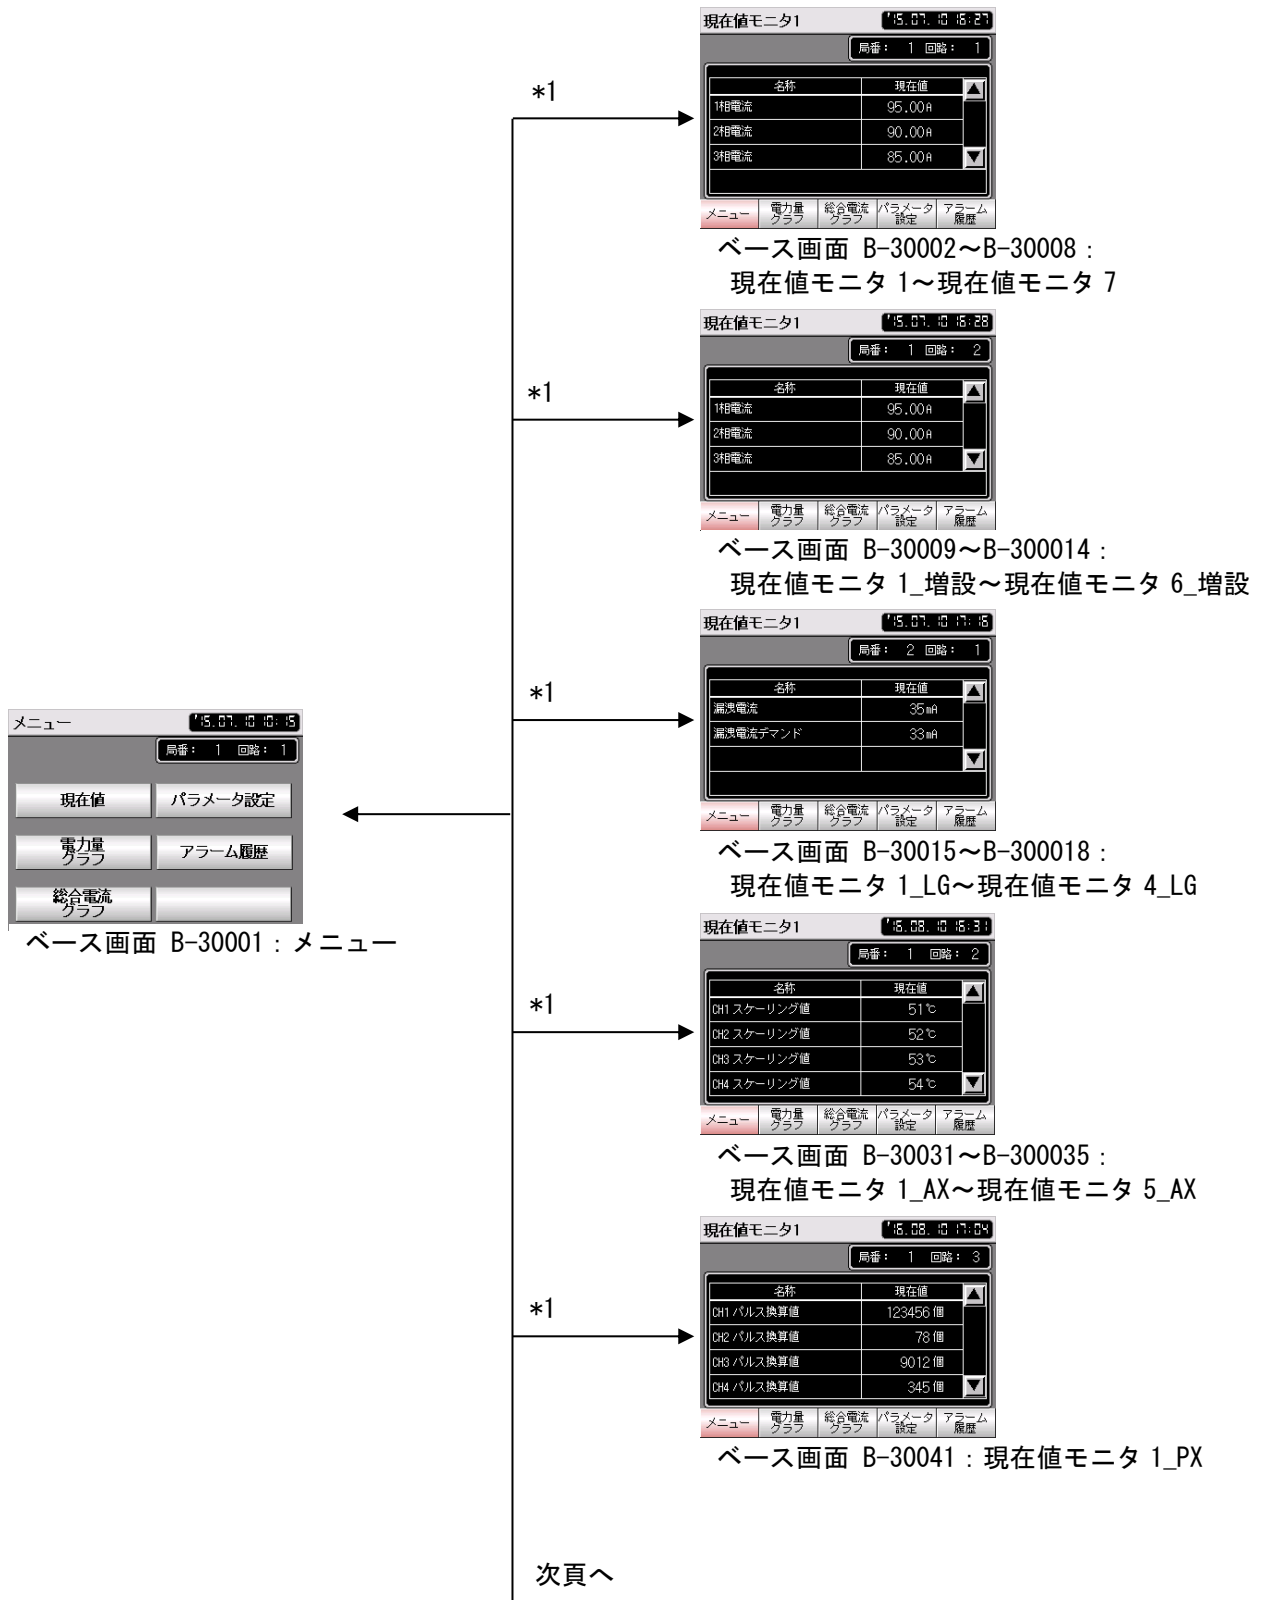 現在値モニタ1 '15.07.10 16:27
局番: 1 回路: 1
名称 現在値
1相電流 95.00A
2相電流 90.00A
3相電流 85.00A
メニュー 電力量グラフ 総合電流グラフ パラメータ設定 アラーム履歴
*1
ベース画面 B-30002～B-30008：
現在値モニタ 1～現在値モニタ 7
現在値モニタ1 '15.07.10 16:28
局番: 1 回路: 2
名称 現在値
1相電流 95.00A
2相電流 90.00A
3相電流 85.00A
メニュー 電力量グラフ 総合電流グラフ パラメータ設定 アラーム履歴
*1
ベース画面 B-30009～B-300014：
現在値モニタ 1_増設～現在値モニタ 6_増設
現在値モニタ1 '15.07.10 17:16
局番: 2 回路: 1
名称 現在値
漏洩電流 35mA
漏洩電流デマンド 33mA
メニュー 電力量グラフ 総合電流グラフ パラメータ設定 アラーム履歴
*1
ベース画面 B-30015～B-300018：
現在値モニタ 1_LG～現在値モニタ 4_LG
メニュー '15.07.10 10:15
局番: 1 回路: 1
現在値 パラメータ設定
電力量グラフ アラーム履歴
総合電流グラフ
ベース画面 B-30001：メニュー
現在値モニタ1 '16.08.10 16:31
局番: 1 回路: 2
名称 現在値
CH1 スケーリング値 51℃
CH2 スケーリング値 52℃
CH3 スケーリング値 53℃
CH4 スケーリング値 54℃
メニュー 電力量グラフ 総合電流グラフ パラメータ設定 アラーム履歴
*1
ベース画面 B-30031～B-300035：
現在値モニタ 1_AX～現在値モニタ 5_AX
現在値モニタ1 '16.08.10 17:04
局番: 1 回路: 3
名称 現在値
CH1 パルス換算値 123456個
CH2 パルス換算値 78個
CH3 パルス換算値 9012個
CH4 パルス換算値 345個
メニュー 電力量グラフ 総合電流グラフ パラメータ設定 アラーム履歴
*1
ベース画面 B-30041：現在値モニタ 1_PX
次頁へ